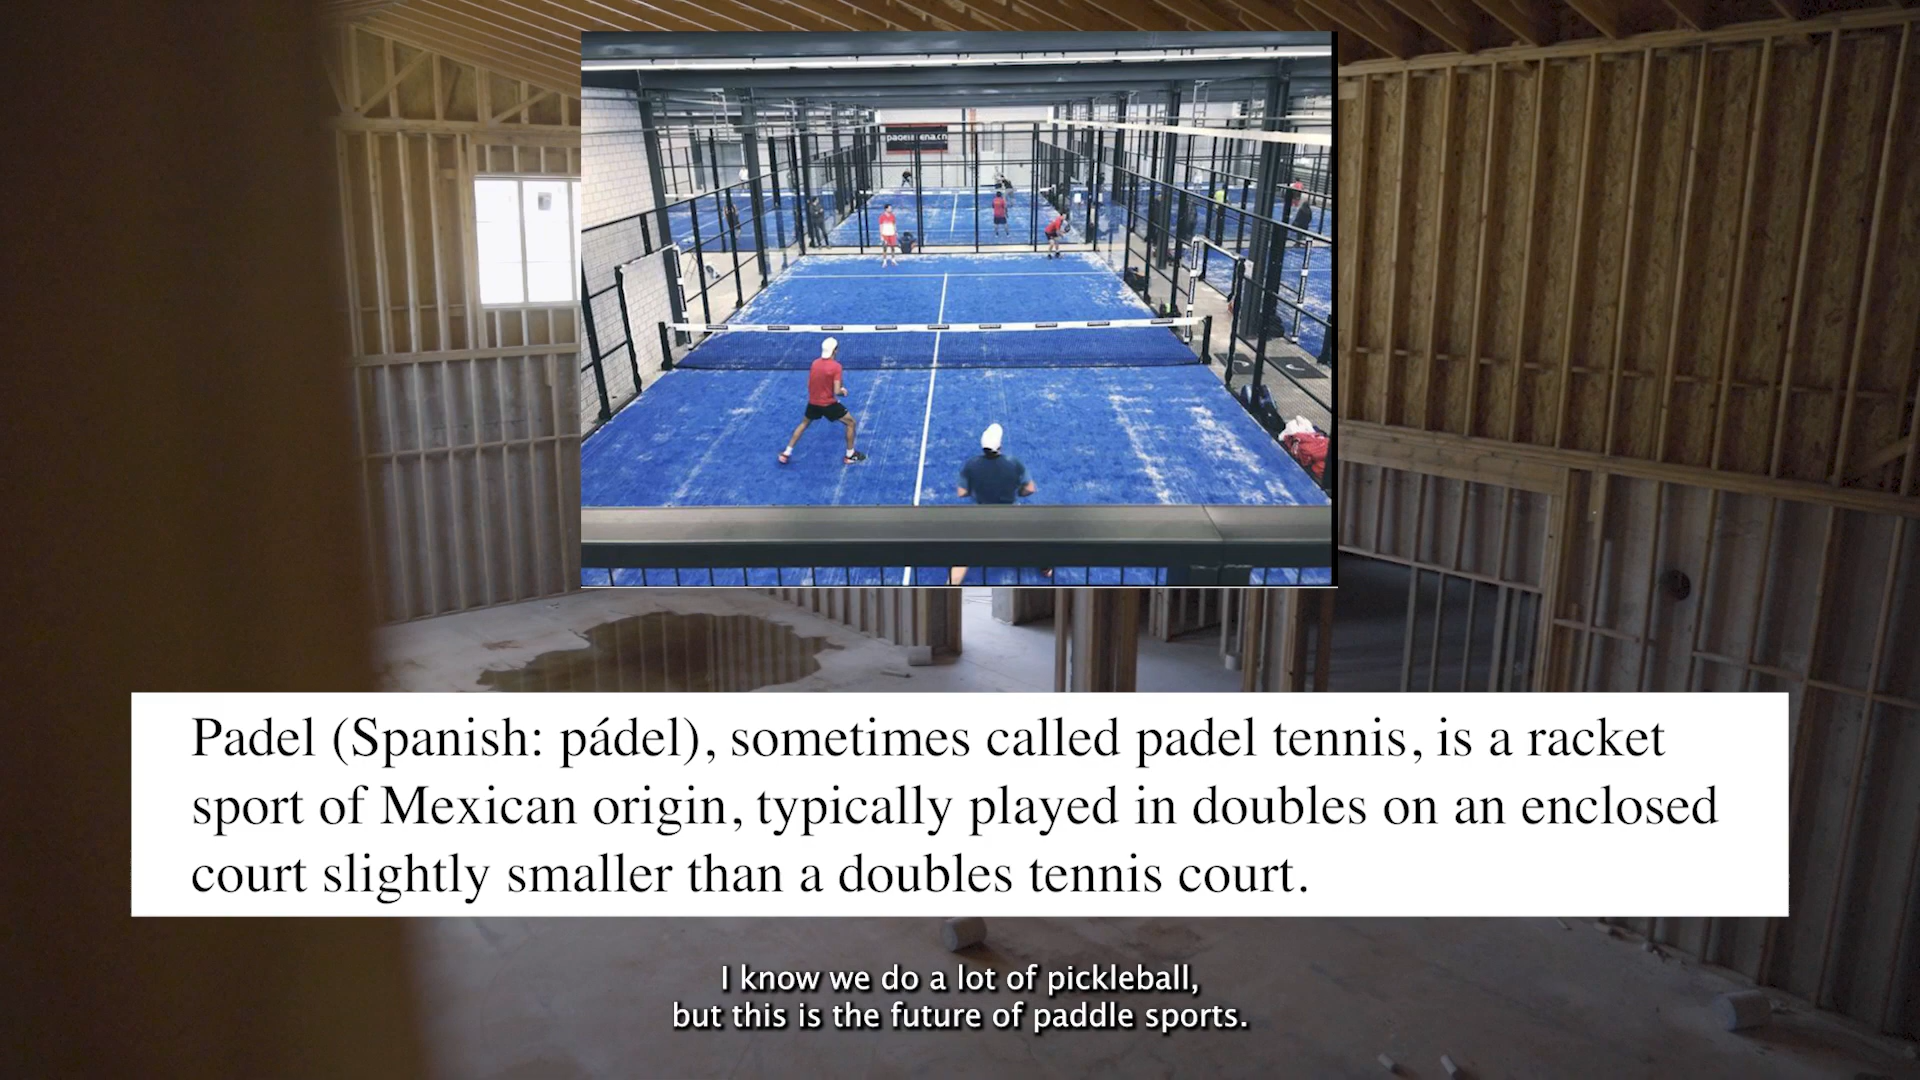 Padel (Spanish: pádel), sometimes called padel tennis, is a racket
sport of Mexican origin, typically played in doubles on an enclosed
court slightly smaller than a doubles tennis court.
I know we do a lot of pickleball,
but this is the future of paddle sports.